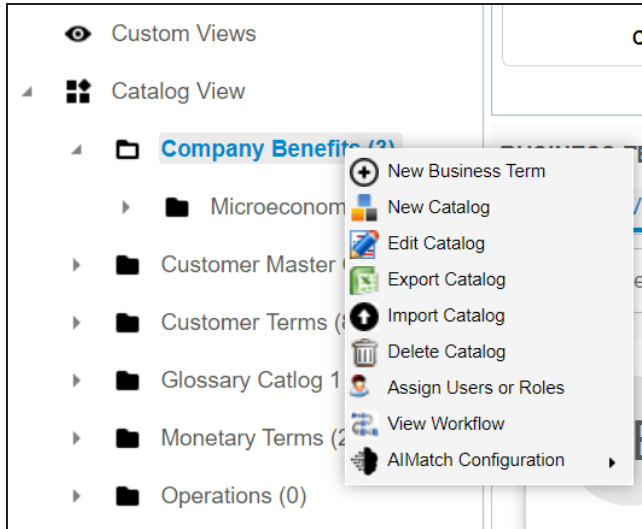 Custom Views
Catalog View
Company Benefits (3)
Microeconom
Customer Master
Customer Terms (
Glossary Catlog 1
Monetary Terms (2
Operations (0)
New Business Term
New Catalog
Edit Catalog
Export Catalog
Import Catalog
Delete Catalog
Assign Users or Roles
View Workflow
AIMatch Configuration